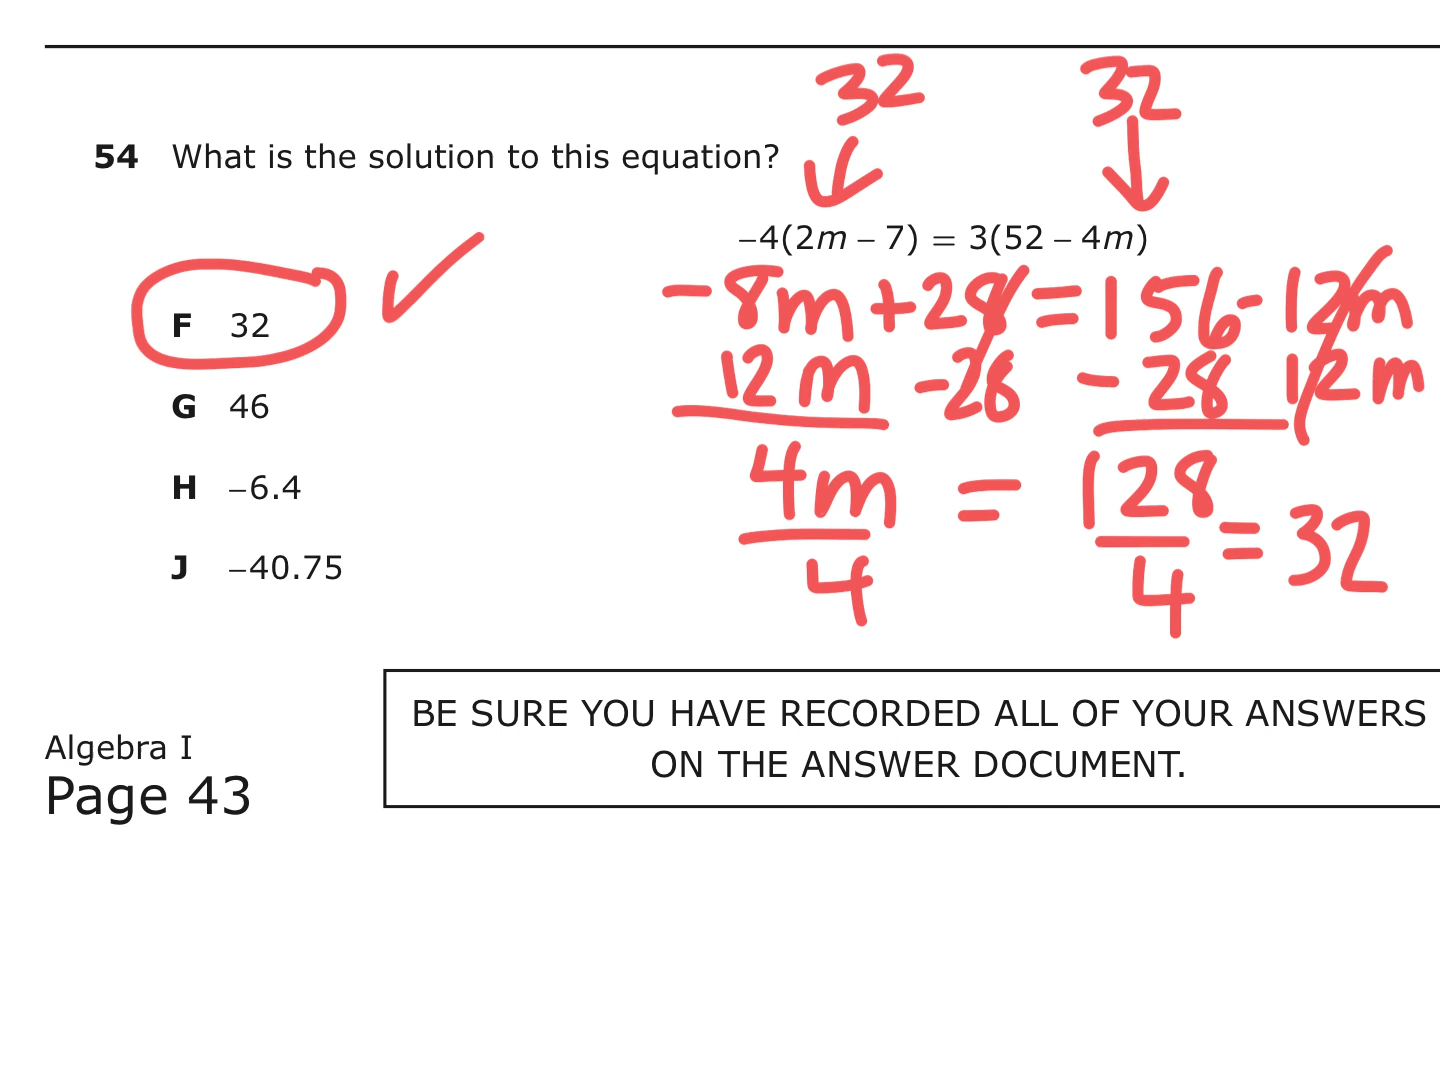 32 32
54 What is the solution to this equation?
−4(2m − 7) = 3(52 − 4m)
-8m+28=156-12m
F 32
12m -28 -28 12m
G 46
4m = 128 = 32
H −6.4
4 4
J −40.75
BE SURE YOU HAVE RECORDED ALL OF YOUR ANSWERS
ON THE ANSWER DOCUMENT.
Algebra I
Page 43